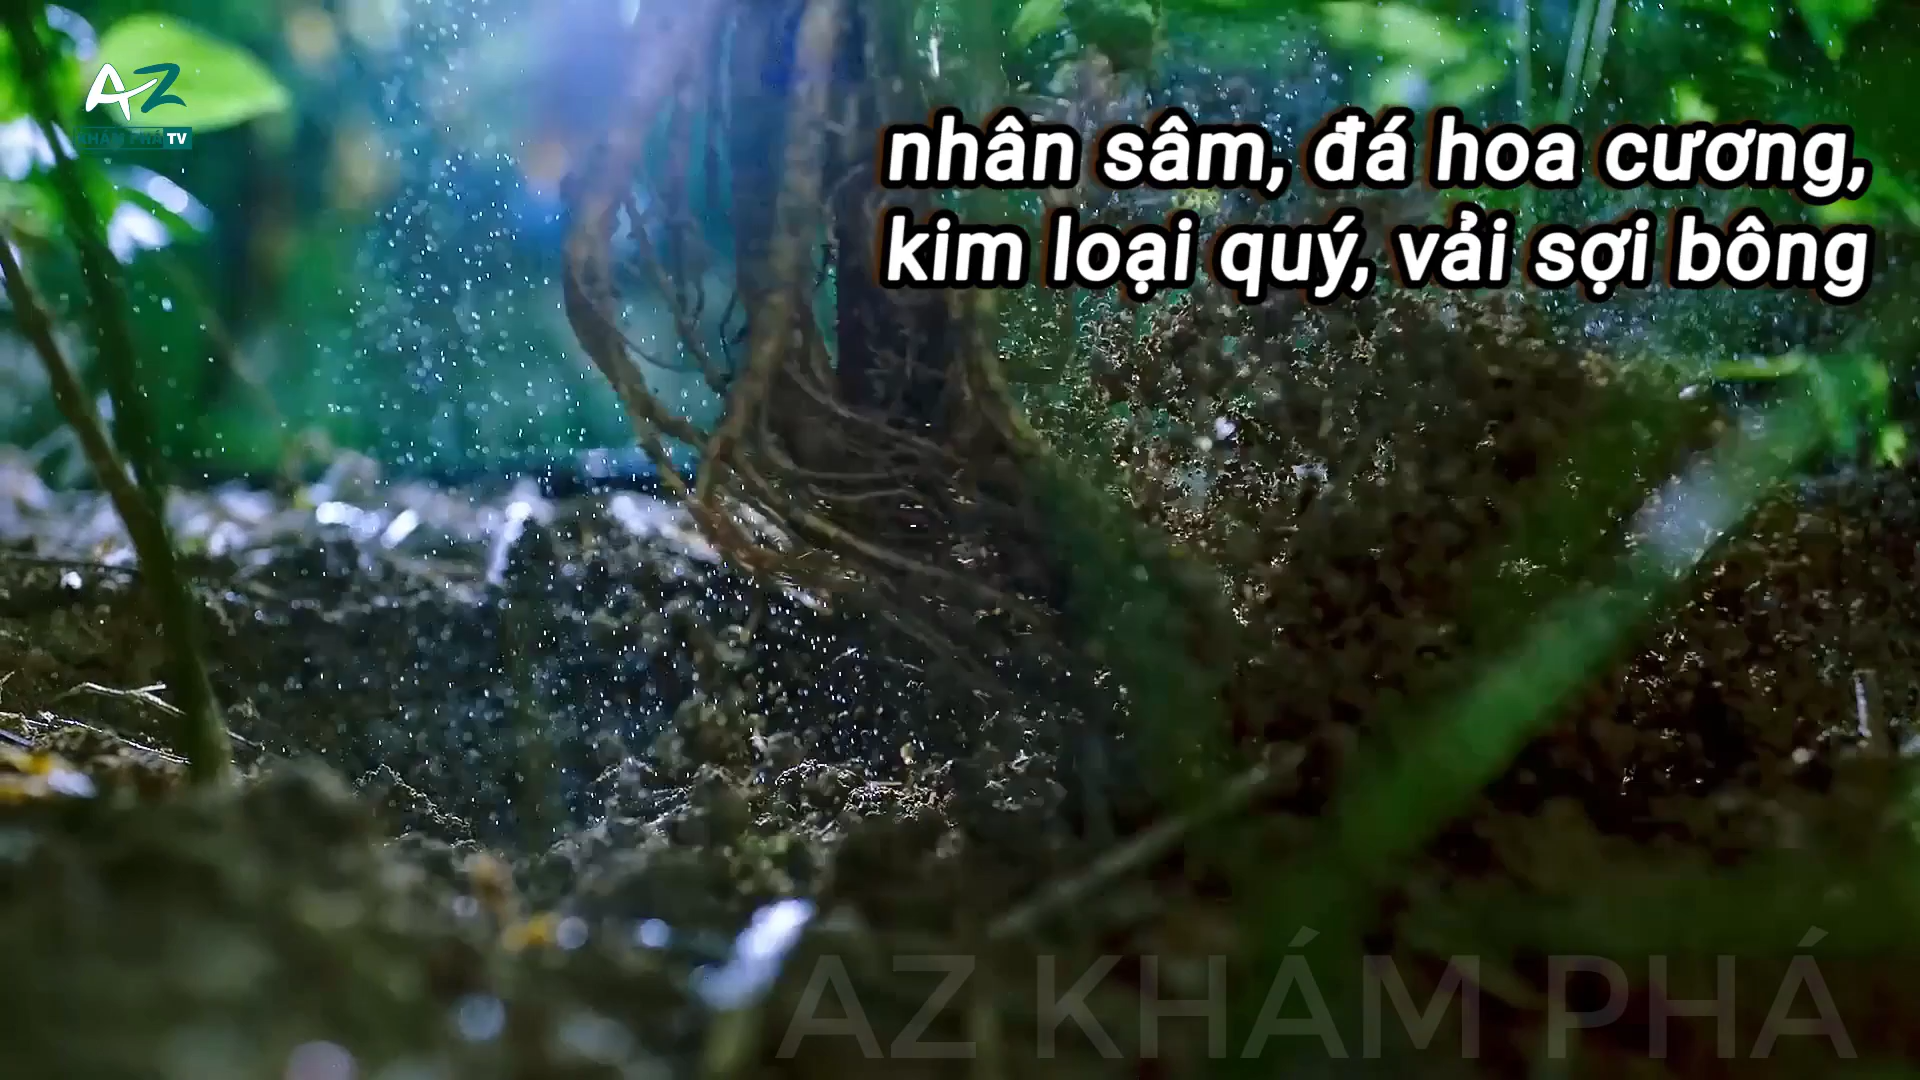 AZ
KHÁM PHÁ TV
nhân sâm, đá hoa cương,
kim loại quý, vải sợi bông
AZ KHÁM PHÁ